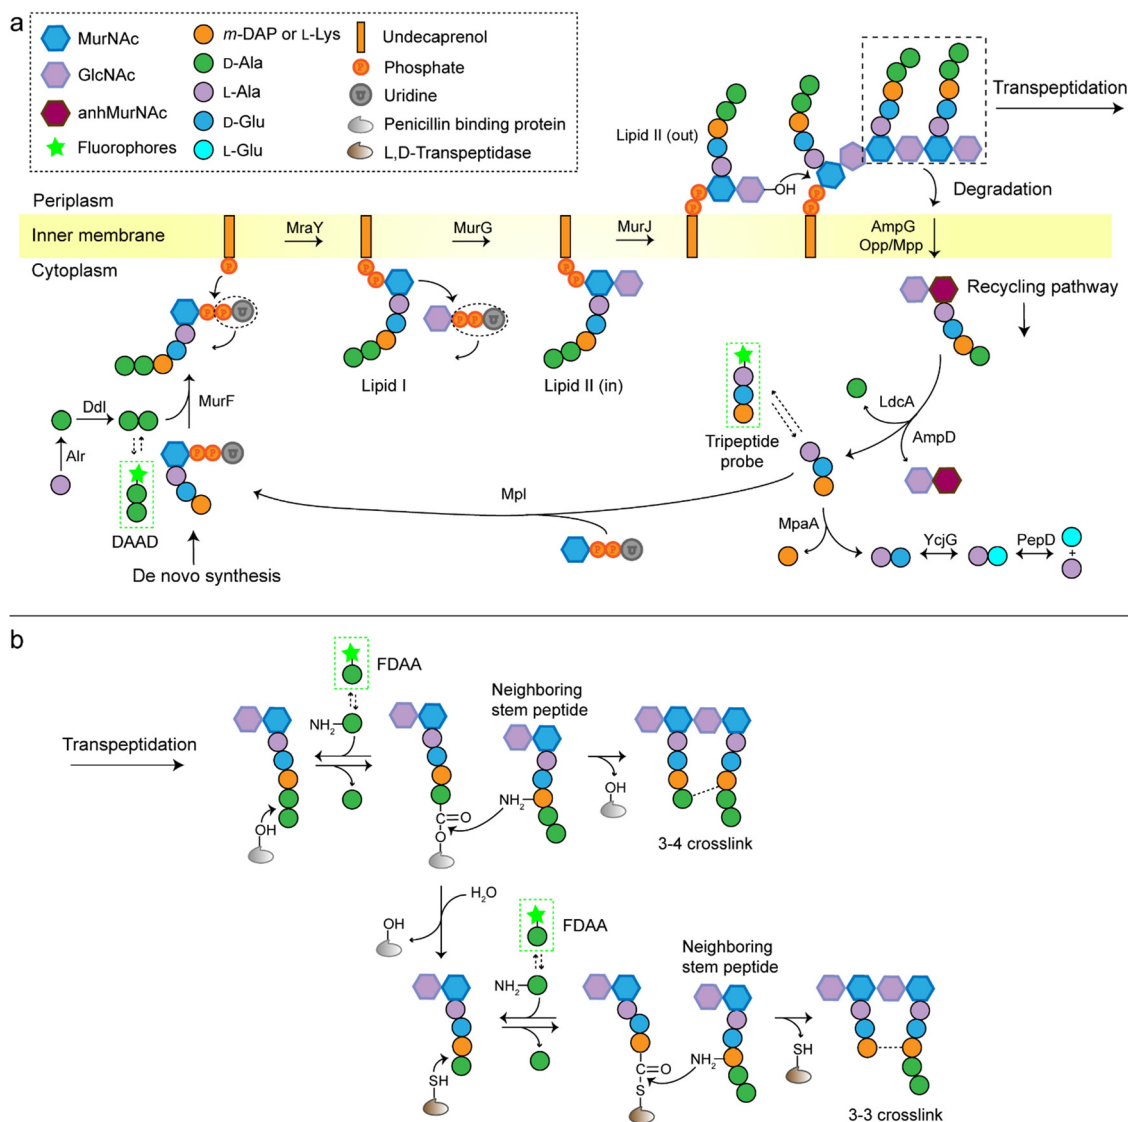 a
MurNAc
GlcNAc
anhMurNAc
Fluorophores
m-DAP or L-Lys
D-Ala
L-Ala
D-Glu
L-Glu
Undecaprenol
P Phosphate
U Uridine
Penicillin binding protein
L,D-Transpeptidase
Lipid II (out)
OH
P
P
P
P
Transpeptidation
Degradation
Periplasm
Inner membrane
Cytoplasm
MraY
MurG
MurJ
AmpG
Opp/Mpp
Recycling pathway
P
P
P
U
P
P
P
P
U
P
P
Lipid I
Lipid II (in)
Ddl
MurF
Alr
P
P
U
DAAD
De novo synthesis
Tripeptide
probe
LdcA
AmpD
Mpl
P
P
U
MpaA
YcjG
PepD
+
b
FDAA
Transpeptidation
NH2
OH
Neighboring
stem peptide
NH2
C=O
O
OH
3-4 crosslink
H2O
OH
FDAA
NH2
SH
Neighboring
stem peptide
NH2
C=O
S
SH
3-3 crosslink